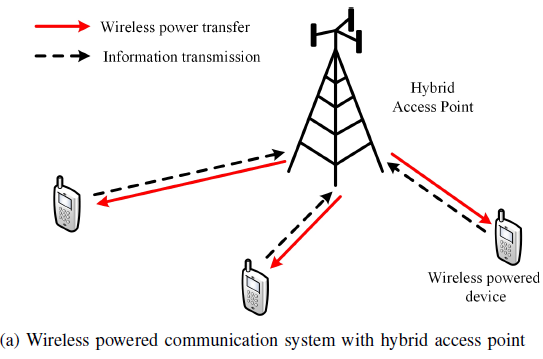 Wireless power transfer
Information transmission
Hybrid
Access Point
Wireless powered
device
(a) Wireless powered communication system with hybrid access point